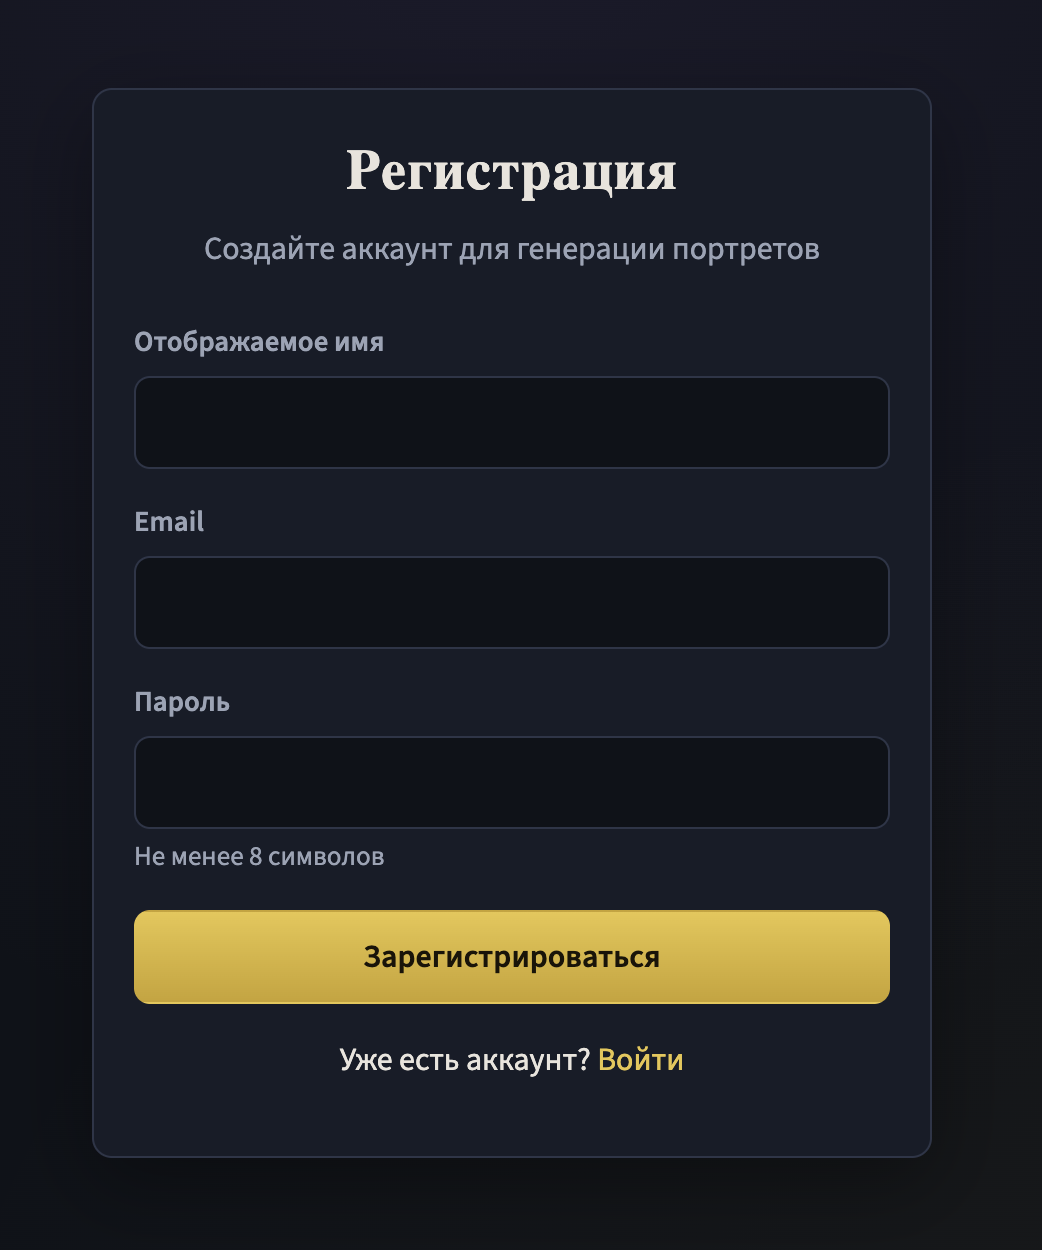 Регистрация
Создайте аккаунт для генерации портретов
Отображаемое имя
Email
Пароль
Не менее 8 символов
Зарегистрироваться
Уже есть аккаунт? Войти